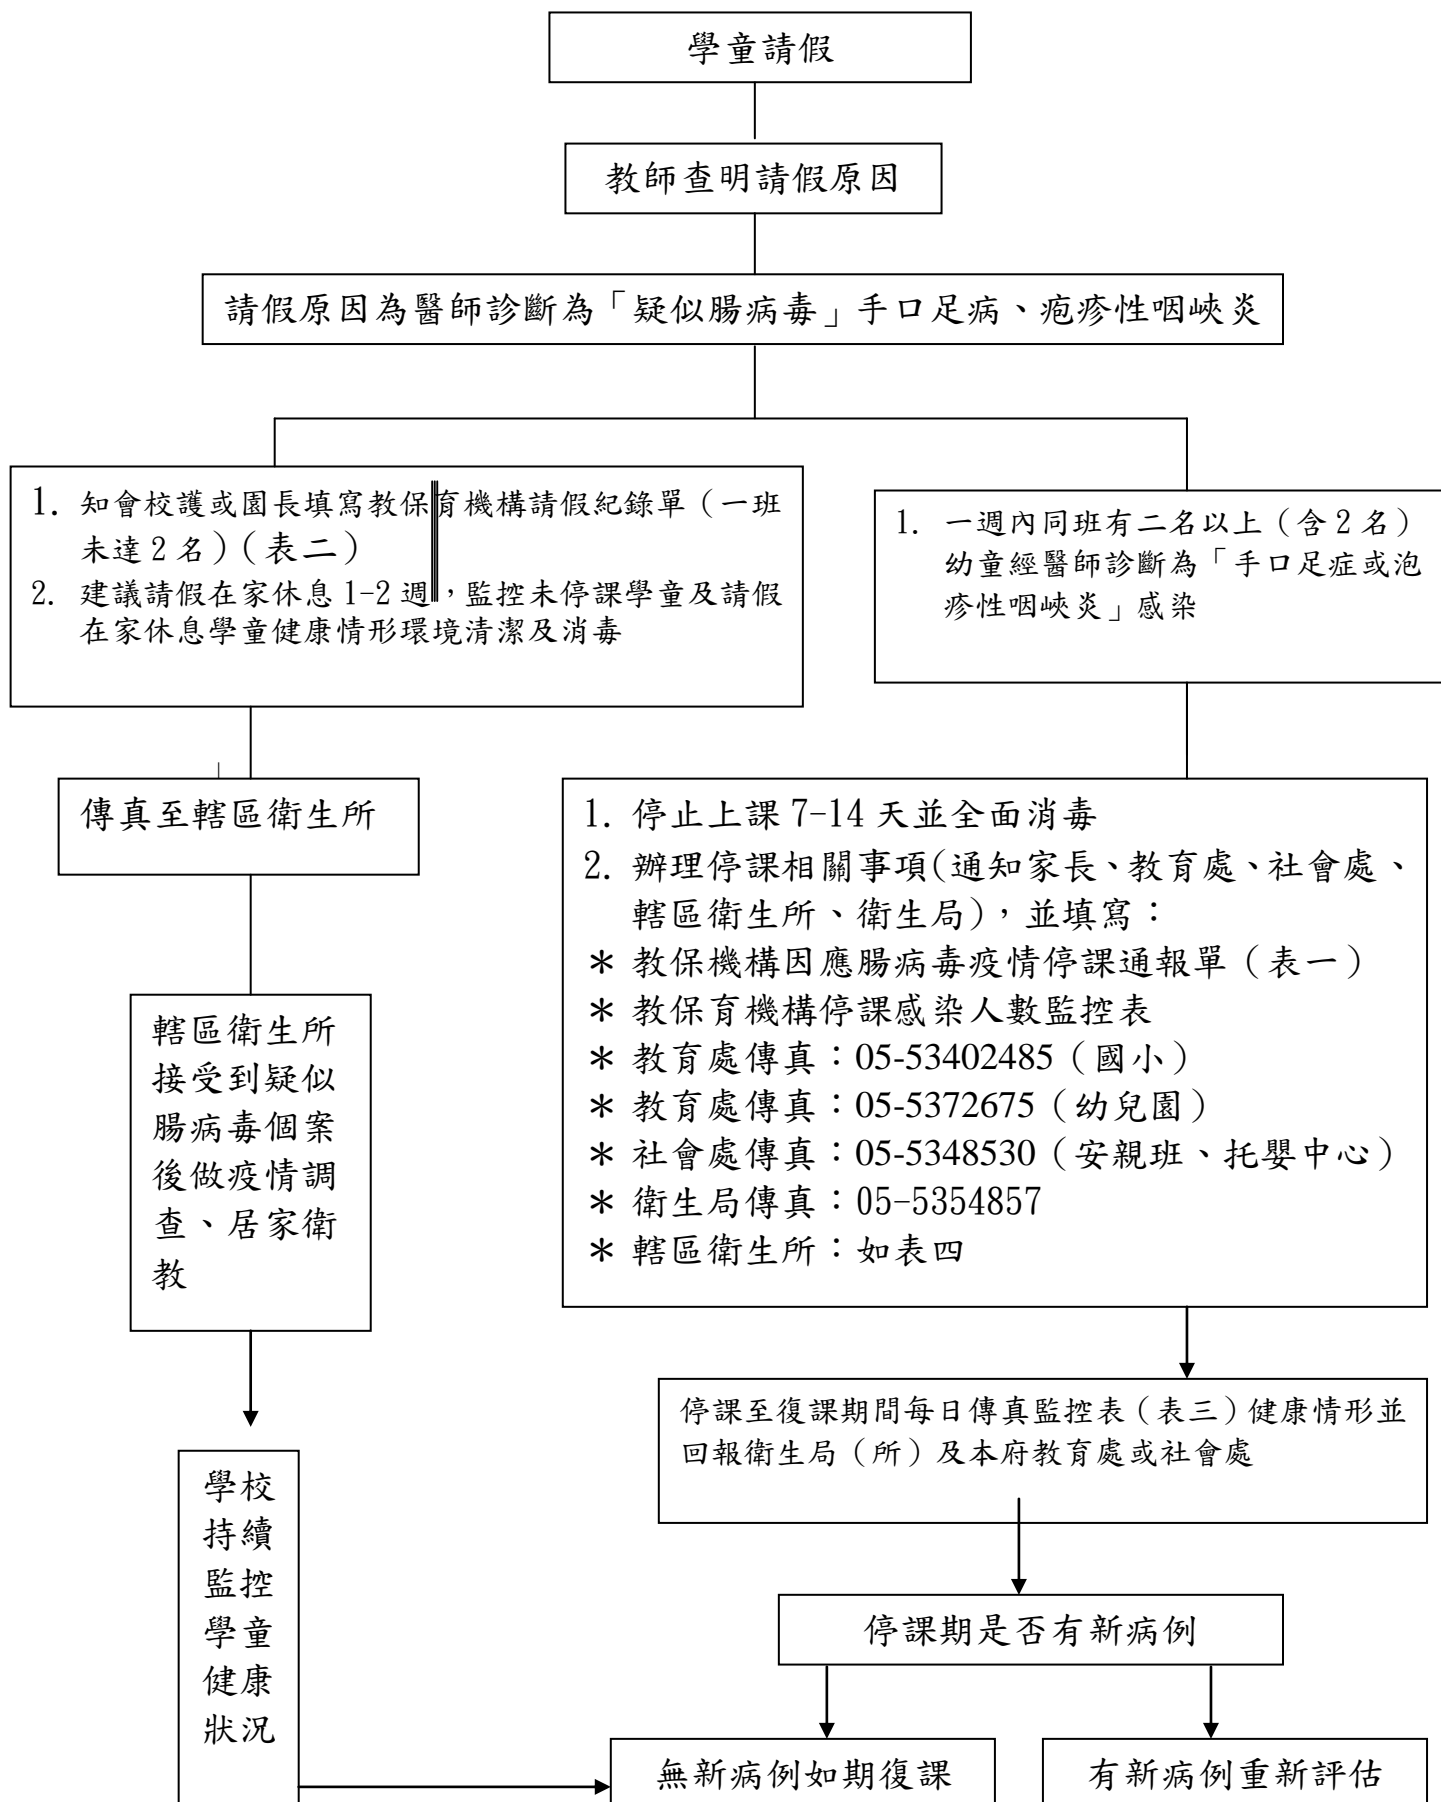 學童請假
教師查明請假原因
請假原因為醫師診斷為「疑似腸病毒」手口足病、疱疹性咽峽炎
1. 知會校護或園長填寫教保育機構請假紀錄單（一班
未達2名）(表二)
2. 建議請假在家休息1-2週，監控未停課學童及請假
在家休息學童健康情形環境清潔及消毒
1. 一週內同班有二名以上（含2名）
幼童經醫師診斷為「手口足症或泡
疹性咽峽炎」感染
傳真至轄區衛生所
1. 停止上課7-14天並全面消毒
2. 辦理停課相關事項(通知家長、教育處、社會處、
轄區衛生所、衛生局)，並填寫：
＊ 教保機構因應腸病毒疫情停課通報單（表一）
＊ 教保育機構停課感染人數監控表
＊ 教育處傳真：05-53402485（國小）
＊ 教育處傳真：05-5372675（幼兒園）
＊ 社會處傳真：05-5348530（安親班、托嬰中心）
＊ 衛生局傳真：05-5354857
＊ 轄區衛生所：如表四
轄區衛生所
接受到疑似
腸病毒個案
後做疫情調
查、居家衛
教
停課至復課期間每日傳真監控表（表三）健康情形並
回報衛生局（所）及本府教育處或社會處
學校
持續
監控
學童
健康
狀況
停課期是否有新病例
無新病例如期復課
有新病例重新評估